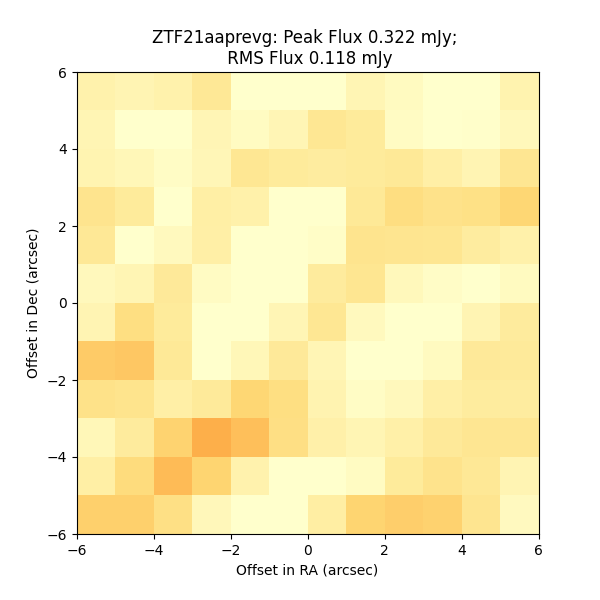 ZTF21aaprevg: Peak Flux 0.322 mJy;
RMS Flux 0.118 mJy
6
4
2
0
−2
−4
−6
Offset in Dec (arcsec)
−6 −4 −2 0 2 4 6
Offset in RA (arcsec)